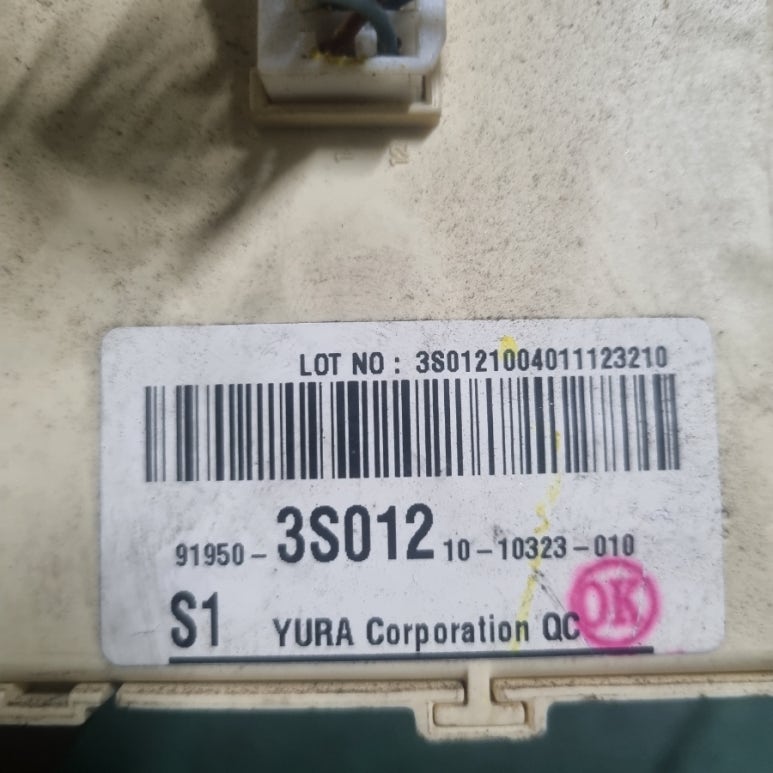 LOT NO : 3S0121004011123210
91950- 3S012 10-10323-010
S1 YURA Corporation QC OK